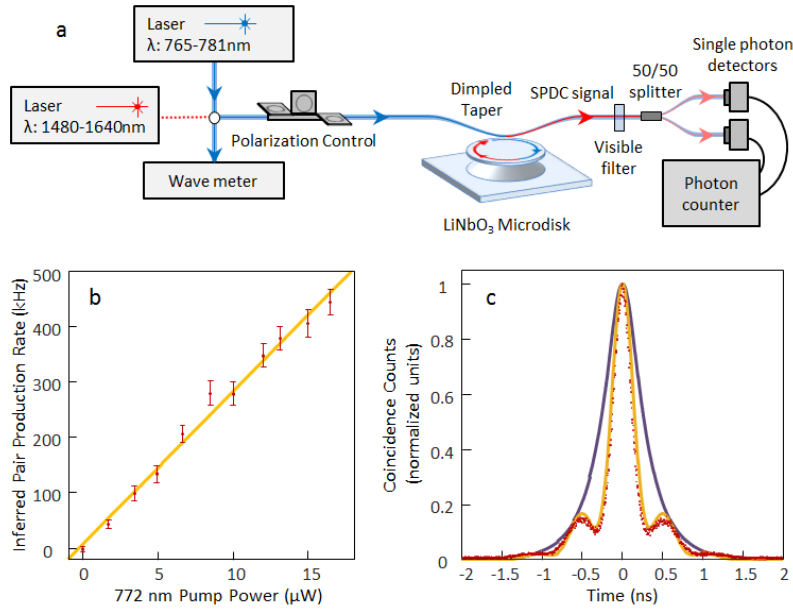 a
Laser
λ: 765-781nm
Laser
λ: 1480-1640nm
Wave meter
Polarization Control
Dimpled
Taper
SPDC signal
50/50
splitter
Single photon
detectors
Visible
filter
Photon
counter
LiNbO₃ Microdisk
b
Inferred Pair Production Rate (kHz)
500
400
300
200
100
0
0 5 10 15
772 nm Pump Power (μW)
c
Coincidence Counts
(normalized units)
1
0.8
0.6
0.4
0.2
0
-2 -1.5 -1 -0.5 0 0.5 1 1.5 2
Time (ns)